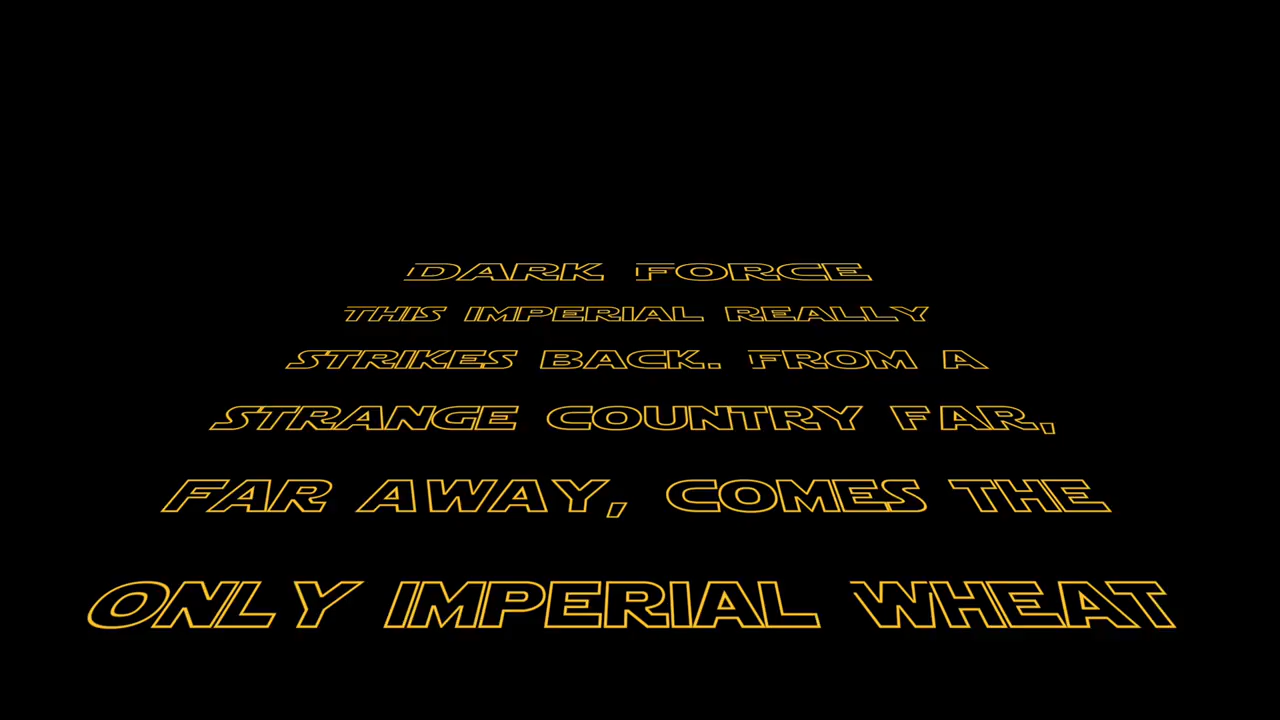 DARK FORCE
THIS IMPERIAL REALLY
STRIKES BACK. FROM A
STRANGE COUNTRY FAR,
FAR AWAY, COMES THE
ONLY IMPERIAL WHEAT